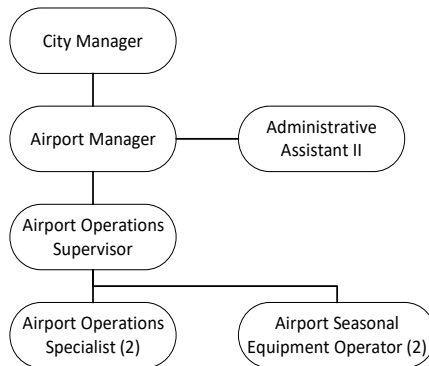 City Manager
Airport Manager
Administrative
Assistant II
Airport Operations
Supervisor
Airport Operations
Specialist (2)
Airport Seasonal
Equipment Operator (2)